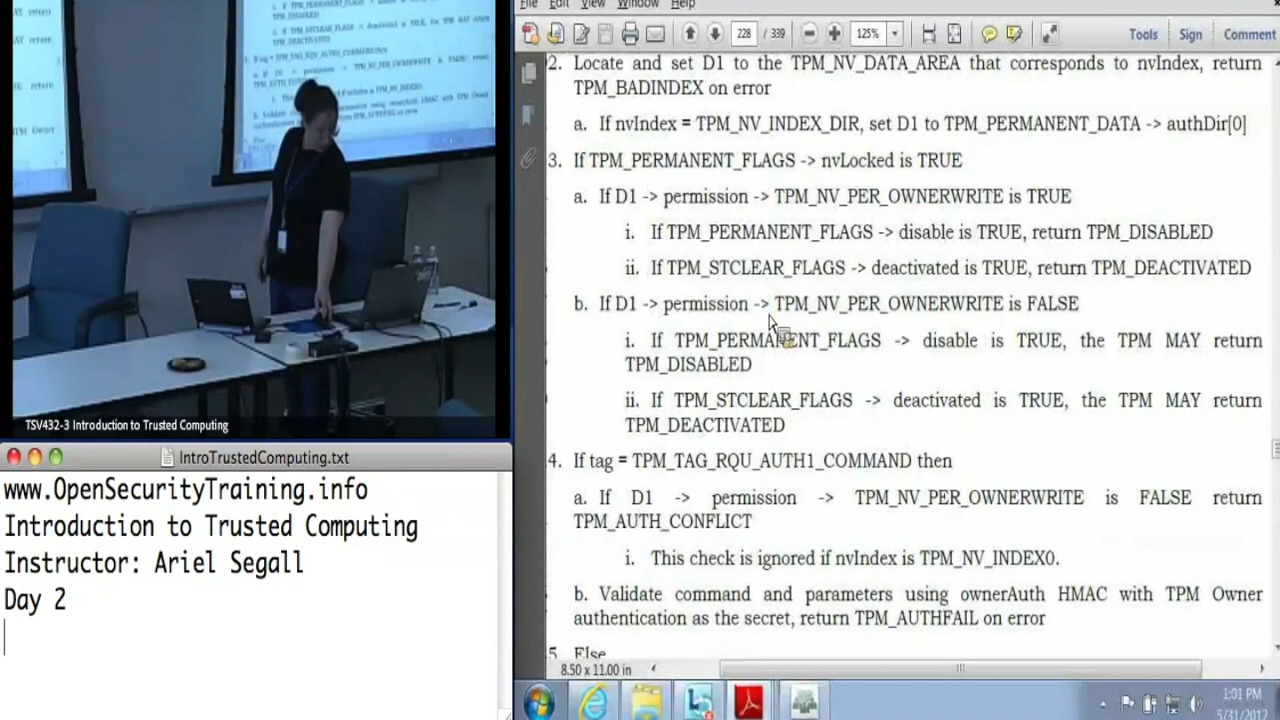 TPM_DISABLED
TSV432-3 Introduction to Trusted Computing
IntroTrustedComputing.txt
www.OpenSecurityTraining.info
Introduction to Trusted Computing
Instructor: Ariel Segall
Day 2
File Edit View Window Help
228 / 339 125% Tools Sign Comment
2. Locate and set D1 to the TPM_NV_DATA_AREA that corresponds to nvIndex, return
TPM_BADINDEX on error
a. If nvIndex = TPM_NV_INDEX_DIR, set D1 to TPM_PERMANENT_DATA -> authDir[0]
3. If TPM_PERMANENT_FLAGS -> nvLocked is TRUE
a. If D1 -> permission -> TPM_NV_PER_OWNERWRITE is TRUE
i. If TPM_PERMANENT_FLAGS -> disable is TRUE, return TPM_DISABLED
ii. If TPM_STCLEAR_FLAGS -> deactivated is TRUE, return TPM_DEACTIVATED
b. If D1 -> permission -> TPM_NV_PER_OWNERWRITE is FALSE
i. If TPM_PERMANENT_FLAGS -> disable is TRUE, the TPM MAY return
TPM_DISABLED
ii. If TPM_STCLEAR_FLAGS -> deactivated is TRUE, the TPM MAY return
TPM_DEACTIVATED
4. If tag = TPM_TAG_RQU_AUTH1_COMMAND then
a. If D1 -> permission -> TPM_NV_PER_OWNERWRITE is FALSE return
TPM_AUTH_CONFLICT
i. This check is ignored if nvIndex is TPM_NV_INDEX0.
b. Validate command and parameters using ownerAuth HMAC with TPM Owner
authentication as the secret, return TPM_AUTHFAIL on error
5. Else
8.50 x 11.00 in
1:01 PM
5/31/2012